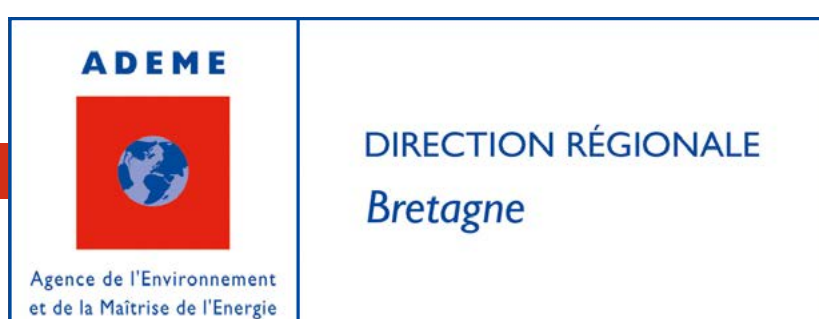 ADEME
Agence de l'Environnement
et de la Maîtrise de l'Energie
DIRECTION RÉGIONALE
Bretagne